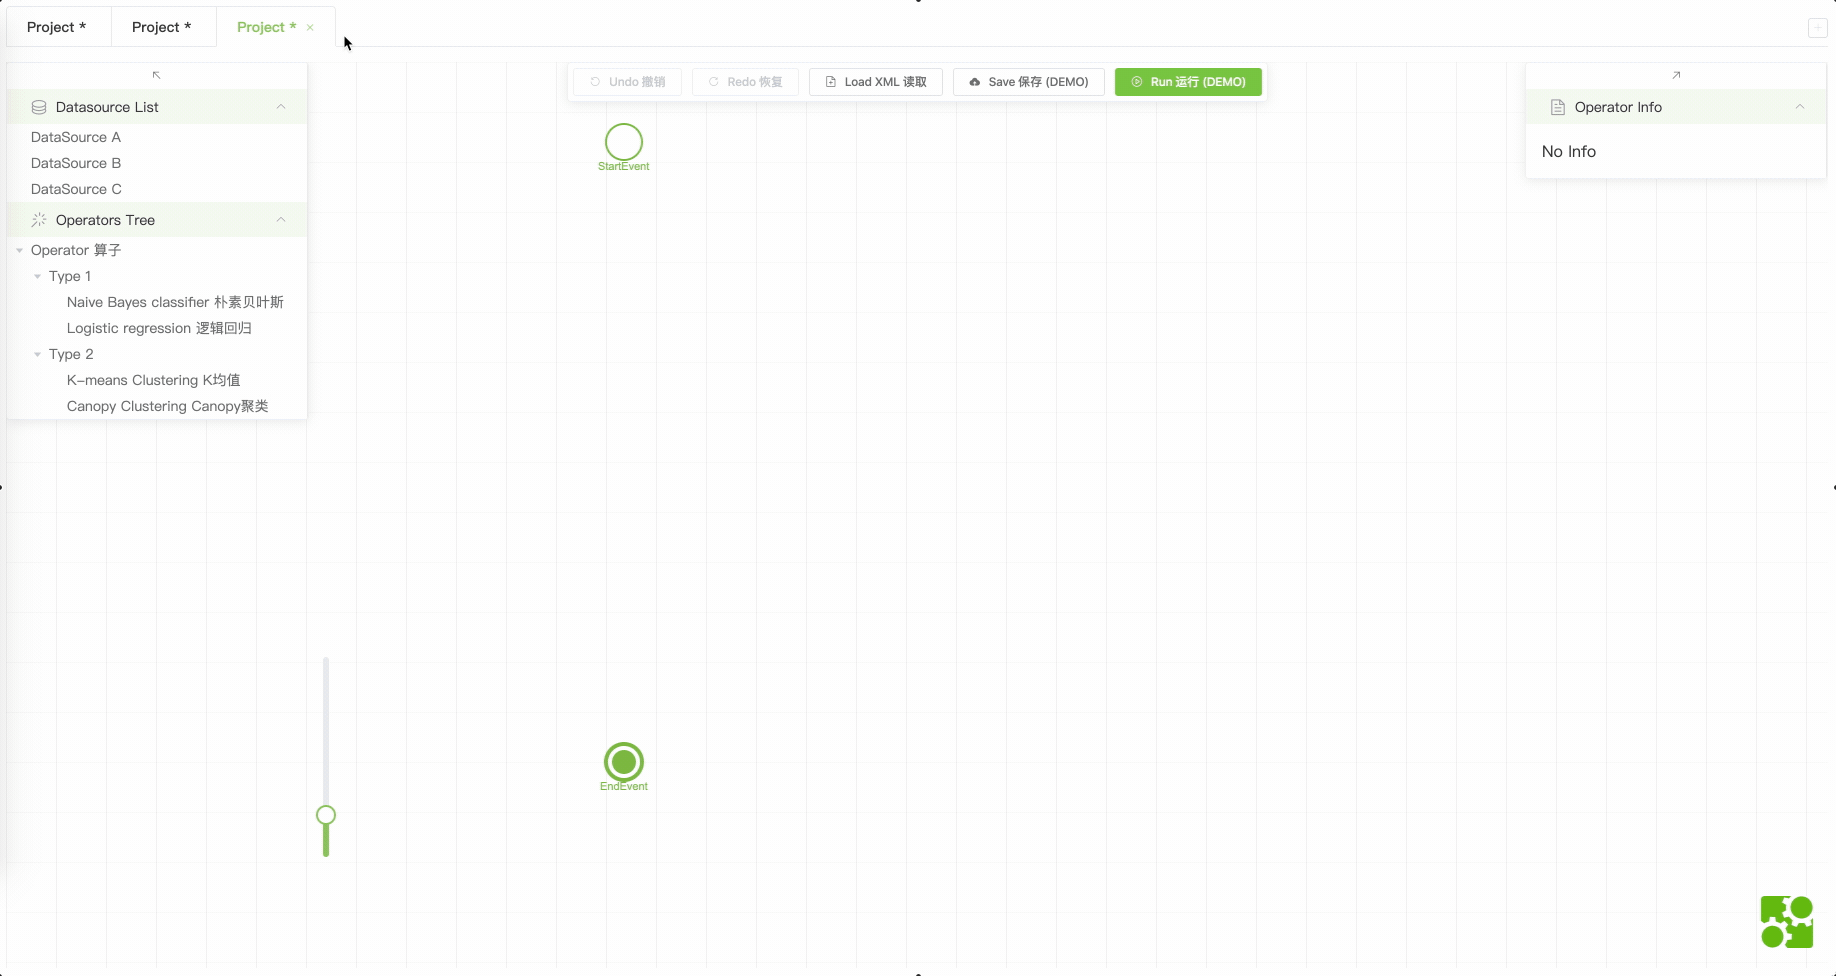 Project * Project * Project *
Undo 撤销 Redo 恢复 Load XML 读取 Save 保存 (DEMO) Run 运行 (DEMO)
Datasource List
DataSource A
DataSource B
DataSource C
Operators Tree
Operator 算子
Type 1
Naive Bayes classifier 朴素贝叶斯
Logistic regression 逻辑回归
Type 2
K-means Clustering K均值
Canopy Clustering Canopy聚类
StartEvent
EndEvent
Operator Info
No Info